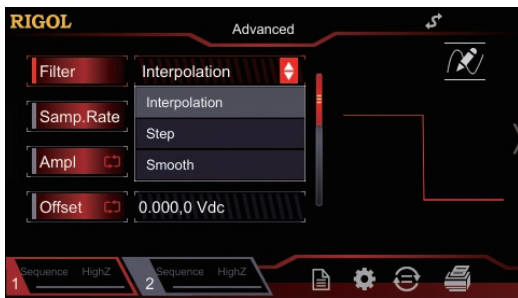 RIGOL
Advanced
Filter
Interpolation
Interpolation
Samp.Rate
Step
Ampl
Smooth
Offset
0.000,0 Vdc
Sequence HighZ
1
Sequence HighZ
2